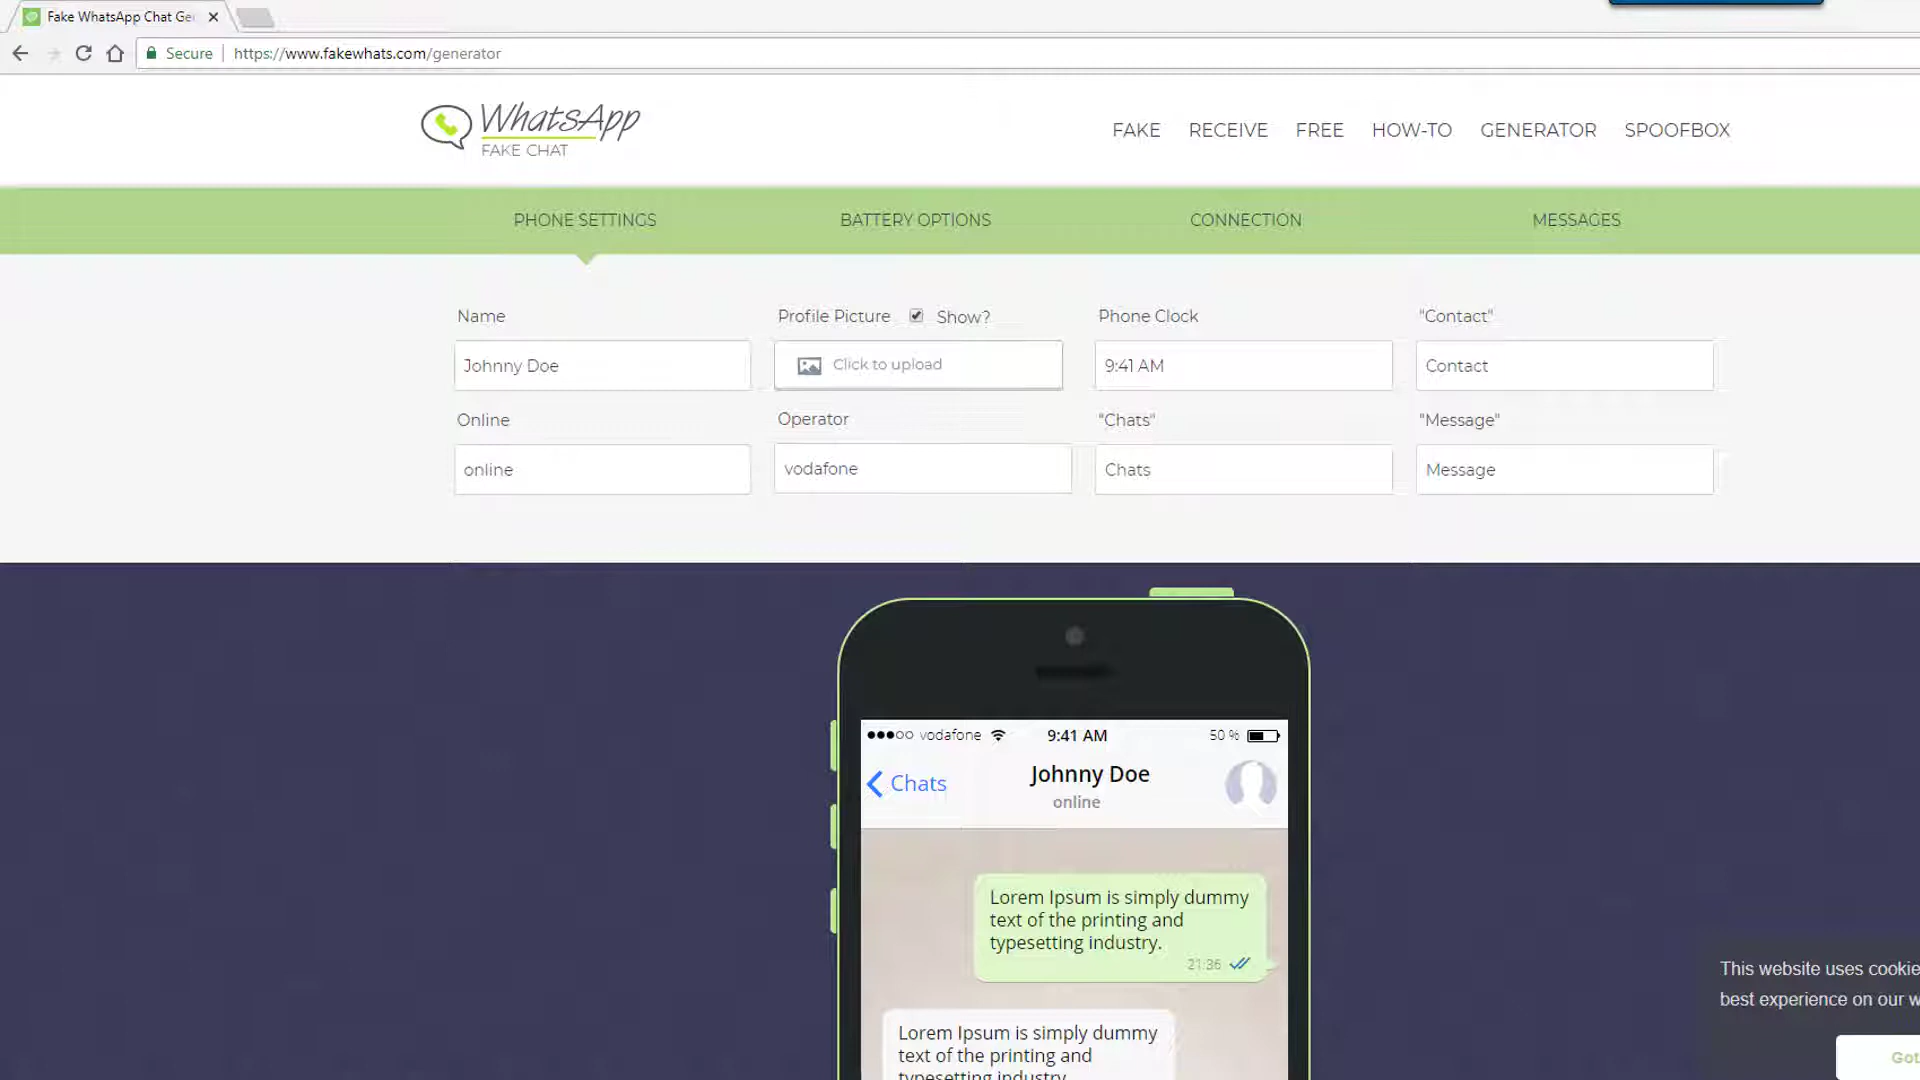 Fake WhatsApp Chat Ge
Secure
https://www.fakewhats.com/generator
WhatsApp
FAKE CHAT
FAKE RECEIVE FREE HOW-TO GENERATOR SPOOFBOX
PHONE SETTINGS BATTERY OPTIONS CONNECTION MESSAGES
Name
Profile Picture Show?
Phone Clock
"Contact"
Johnny Doe
Click to upload
9:41 AM
Contact
Online
Operator
"Chats"
"Message"
online
vodafone
Chats
Message
vodafone 9:41 AM 50 %
Chats
Johnny Doe
online
Lorem Ipsum is simply dummy
text of the printing and
typesetting industry.
21:36
Lorem Ipsum is simply dummy
text of the printing and
typesetting industry.
This website uses cookie
best experience on our w
Got